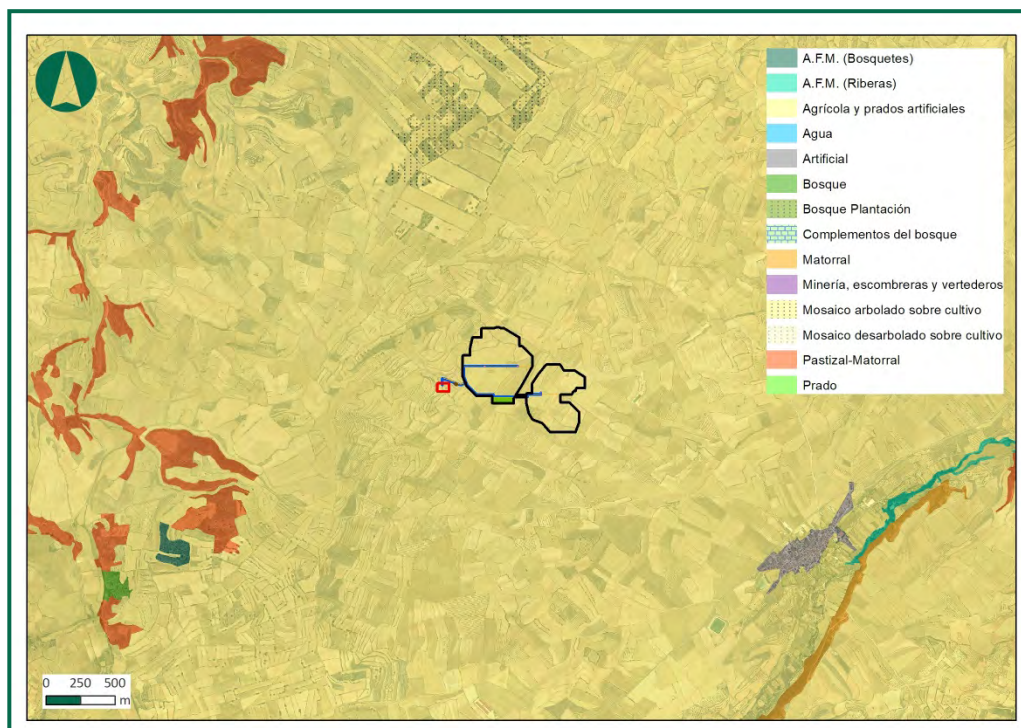 A.F.M. (Bosquetes)
A.F.M. (Riberas)
Agrícola y prados artificiales
Agua
Artificial
Bosque
Bosque Plantación
Complementos del bosque
Matorral
Minería, escombreras y vertederos
Mosaico arbolado sobre cultivo
Mosaico desarbolado sobre cultivo
Pastizal-Matorral
Prado
0 250 500
m